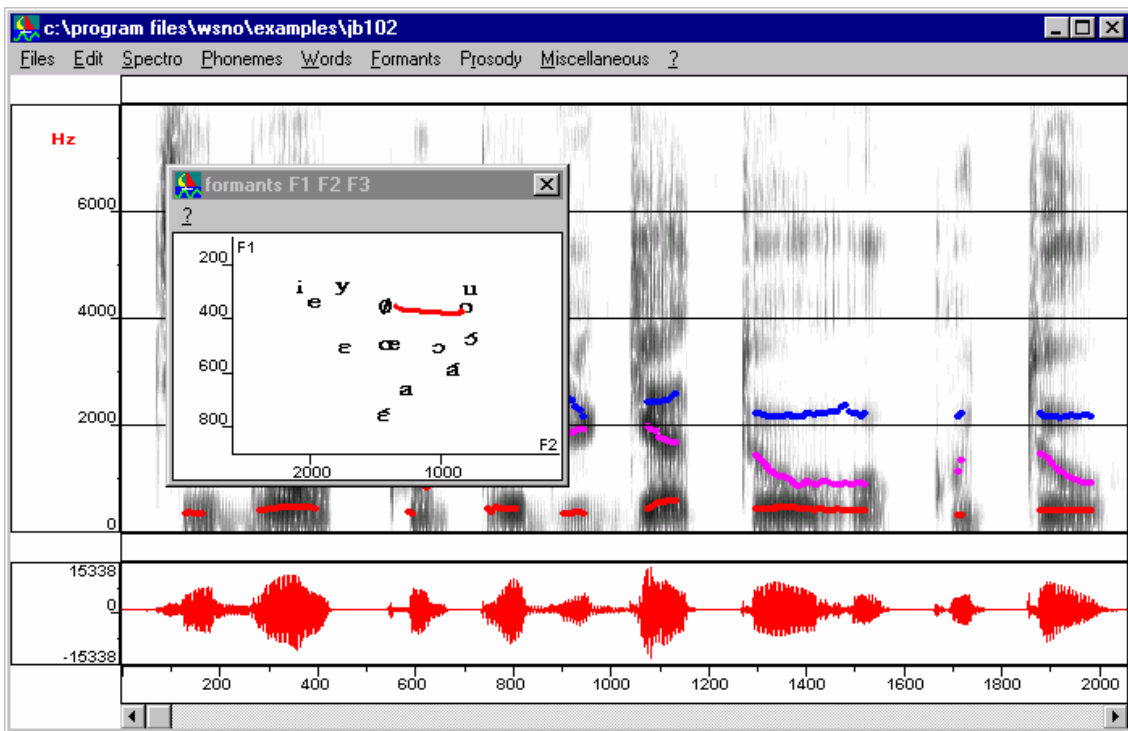 c:\program files\wsno\examples\jb102
Files Edit Spectro Phonemes Words Formants Prosody Miscellaneous ?
Hz
6000
4000
2000
0
formants F1 F2 F3
?
F1
200
400
600
800
i e y ø u o
ɛ œ ɔ ɔ̃
a ɑ̃
ɛ̃
F2
2000 1000
15338
0
-15338
200 400 600 800 1000 1200 1400 1600 1800 2000